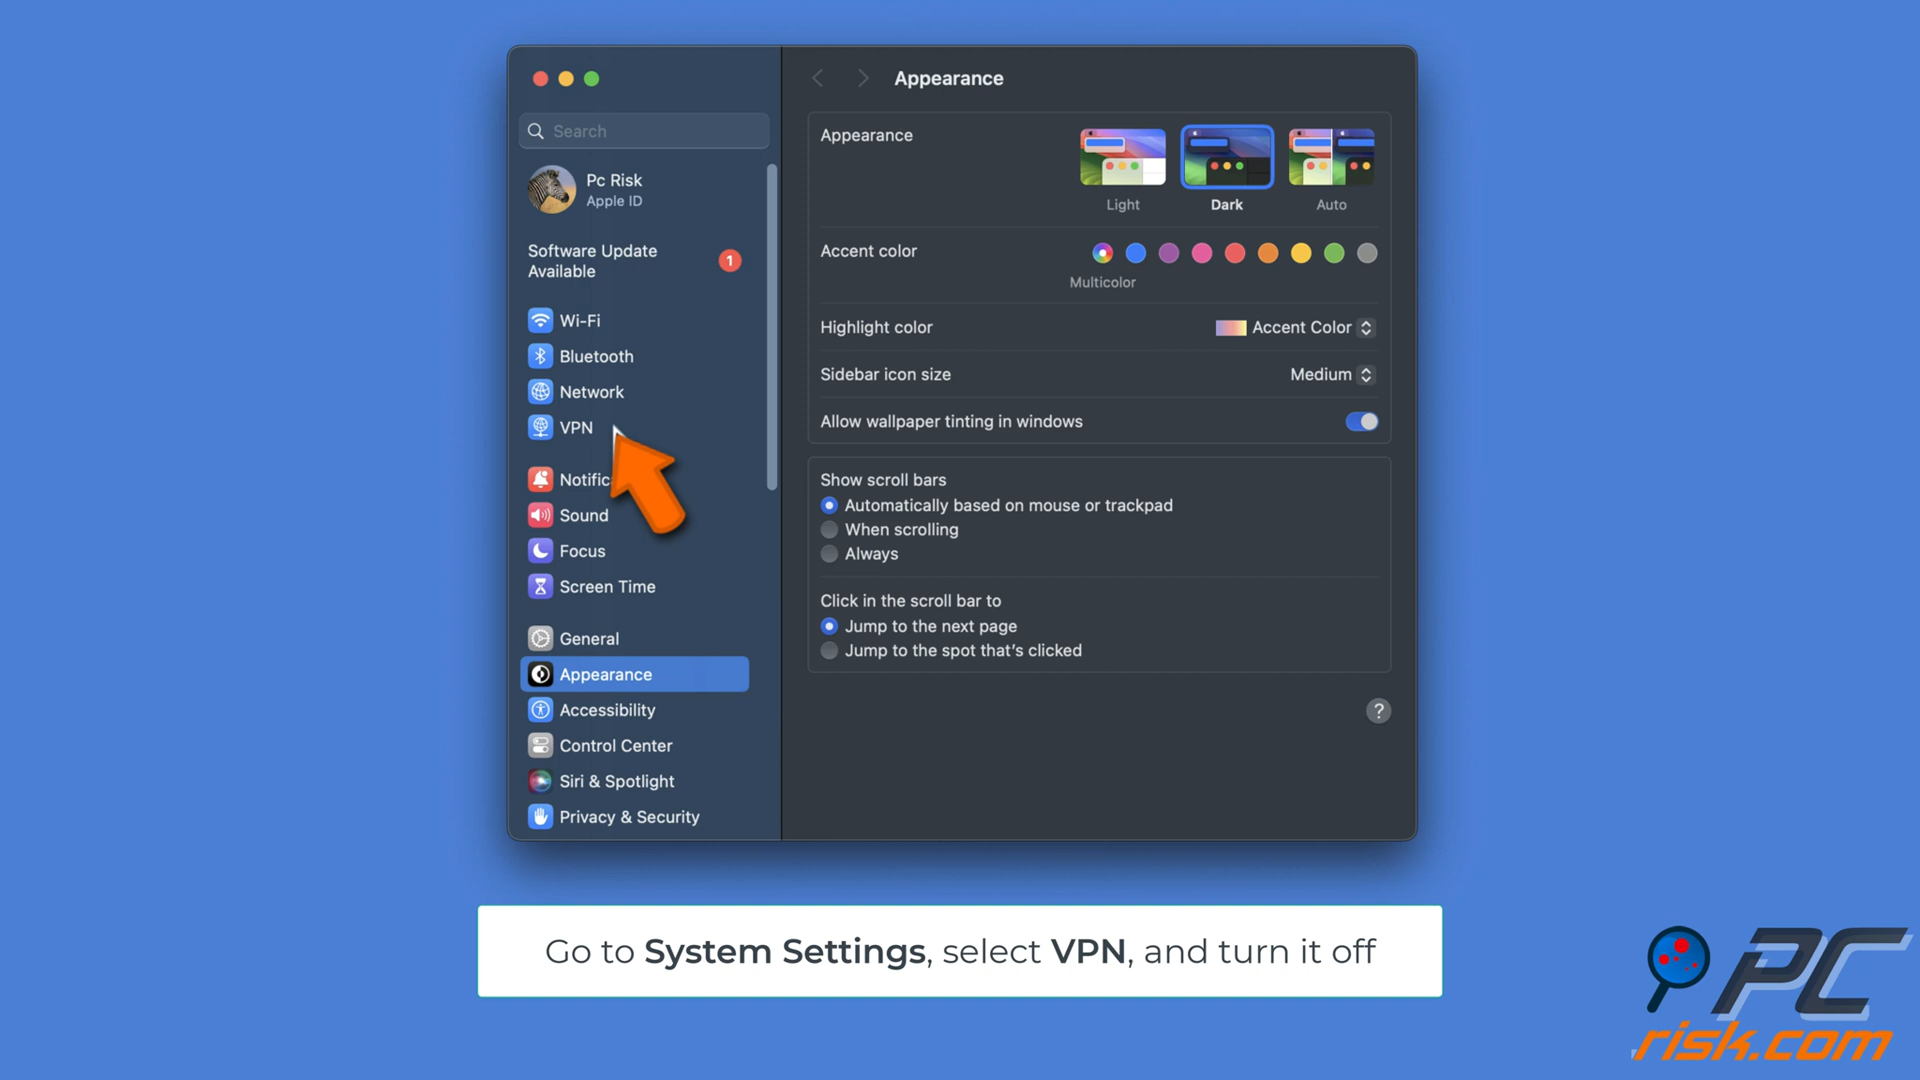 Search
Pc Risk
Apple ID
Software Update
Available
1
Wi-Fi
Bluetooth
Network
VPN
Notific
Sound
Focus
Screen Time
General
Appearance
Accessibility
Control Center
Siri & Spotlight
Privacy & Security
Appearance
Appearance
Light
Dark
Auto
Accent color
Multicolor
Highlight color
Accent Color
Sidebar icon size
Medium
Allow wallpaper tinting in windows
Show scroll bars
Automatically based on mouse or trackpad
When scrolling
Always
Click in the scroll bar to
Jump to the next page
Jump to the spot that's clicked
?
Go to System Settings, select VPN, and turn it off
PC
risk.com